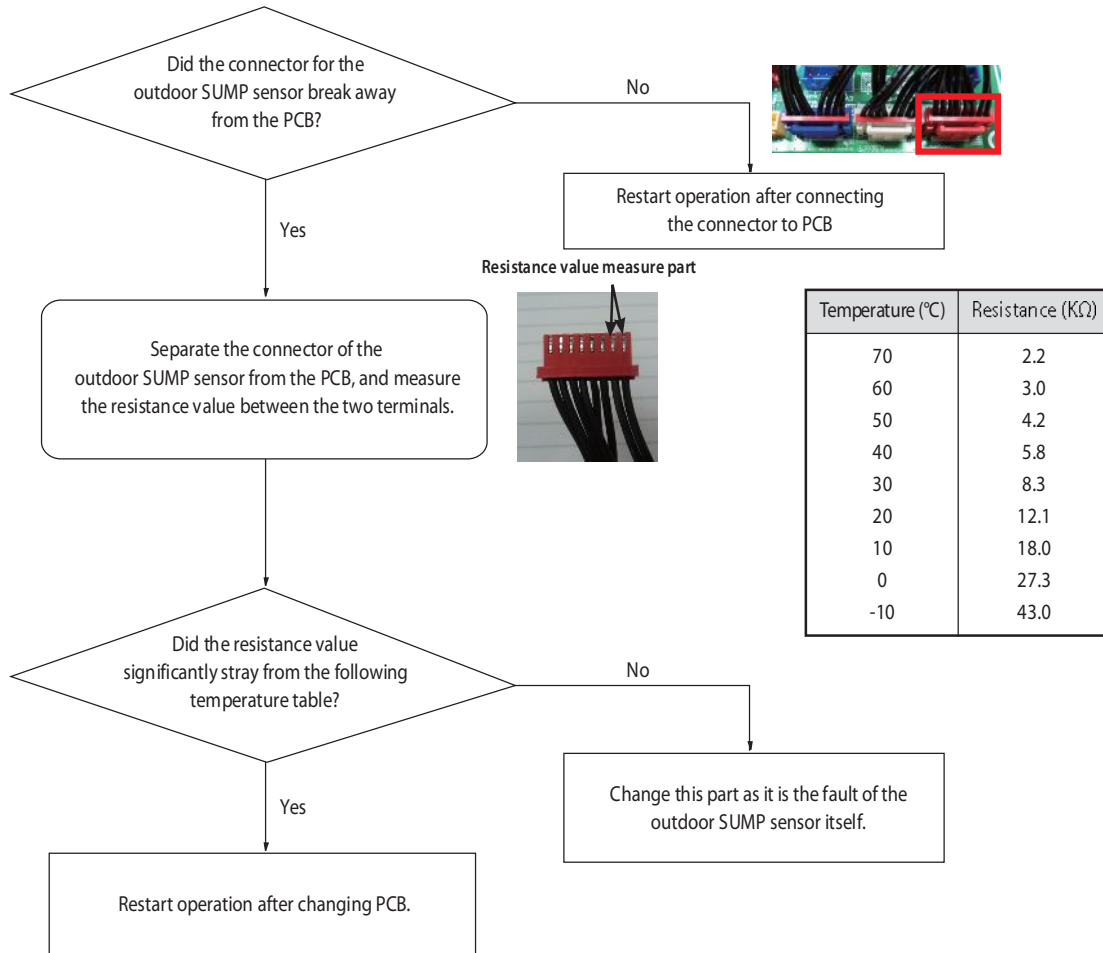 Did the connector for the
outdoor SUMP sensor break away
from the PCB?
No
Restart operation after connecting
the connector to PCB
Yes
Resistance value measure part
Separate the connector of the
outdoor SUMP sensor from the PCB, and measure
the resistance value between the two terminals.
Temperature (℃) Resistance (KΩ)
70 2.2
60 3.0
50 4.2
40 5.8
30 8.3
20 12.1
10 18.0
0 27.3
-10 43.0
Did the resistance value
significantly stray from the following
temperature table?
No
Change this part as it is the fault of the
outdoor SUMP sensor itself.
Yes
Restart operation after changing PCB.